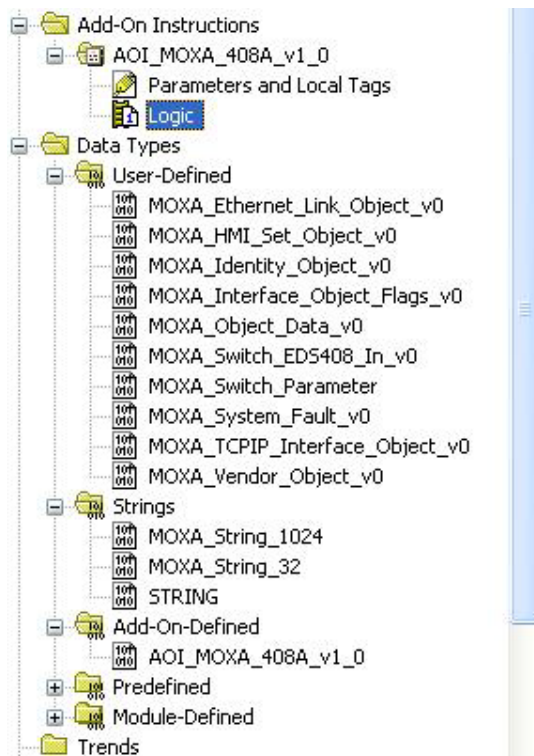 Add-On Instructions
AOI_MOXA_408A_v1_0
Parameters and Local Tags
Logic
Data Types
User-Defined
MOXA_Ethernet_Link_Object_v0
MOXA_HMI_Set_Object_v0
MOXA_Identity_Object_v0
MOXA_Interface_Object_Flags_v0
MOXA_Object_Data_v0
MOXA_Switch_EDS408_In_v0
MOXA_Switch_Parameter
MOXA_System_Fault_v0
MOXA_TCPIP_Interface_Object_v0
MOXA_Vendor_Object_v0
Strings
MOXA_String_1024
MOXA_String_32
STRING
Add-On-Defined
AOI_MOXA_408A_v1_0
Predefined
Module-Defined
Trends